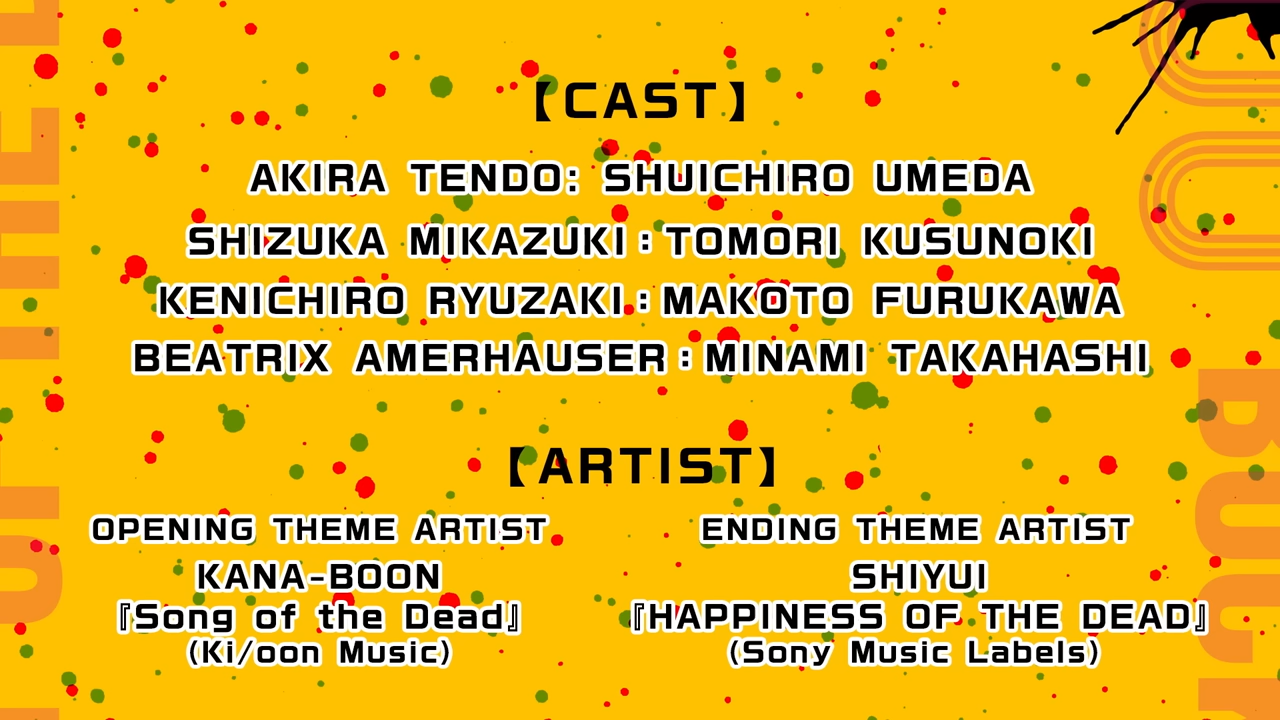 【CAST】
AKIRA TENDO: SHUICHIRO UMEDA
SHIZUKA MIKAZUKI：TOMORI KUSUNOKI
KENICHIRO RYUZAKI：MAKOTO FURUKAWA
BEATRIX AMERHAUSER：MINAMI TAKAHASHI
【ARTIST】
OPENING THEME ARTIST
KANA-BOON
『Song of the Dead』
(Ki/oon Music)
ENDING THEME ARTIST
SHIYUI
『HAPPINESS OF THE DEAD』
(Sony Music Labels)